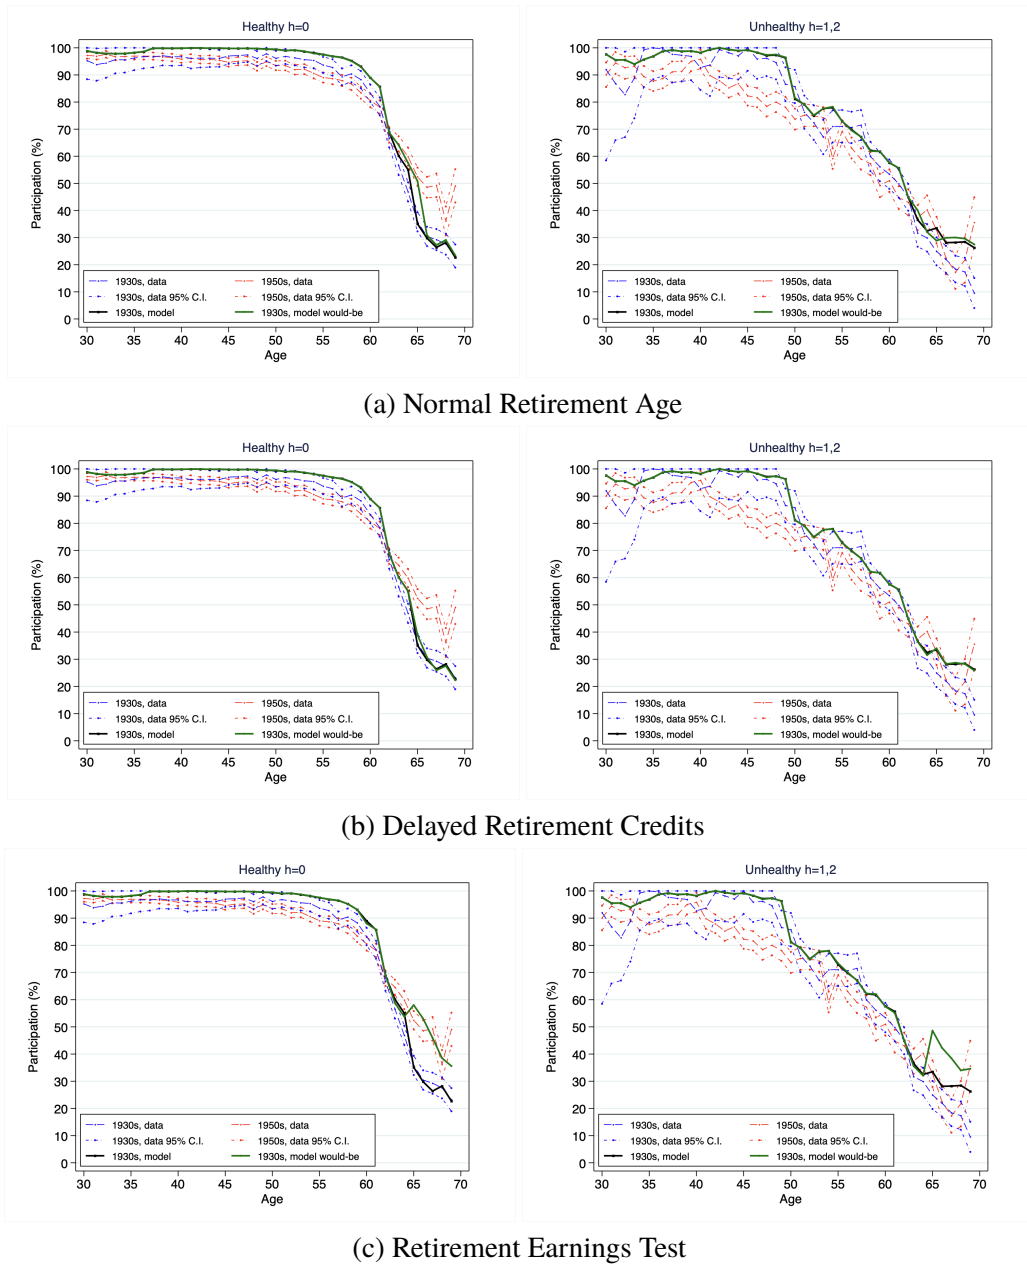 Healthy h=0
Unhealthy h=1,2
Participation (%)
100
90
80
70
60
50
40
30
20
10
0
1930s, data
1950s, data
1930s, data 95% C.I.
1950s, data 95% C.I.
1930s, model
1930s, model would-be
30 35 40 45 50 55 60 65 70
Age
Participation (%)
100
90
80
70
60
50
40
30
20
10
0
1930s, data
1950s, data
1930s, data 95% C.I.
1950s, data 95% C.I.
1930s, model
1930s, model would-be
30 35 40 45 50 55 60 65 70
Age
(a) Normal Retirement Age
Healthy h=0
Unhealthy h=1,2
Participation (%)
100
90
80
70
60
50
40
30
20
10
0
1930s, data
1950s, data
1930s, data 95% C.I.
1950s, data 95% C.I.
1930s, model
1930s, model would-be
30 35 40 45 50 55 60 65 70
Age
Participation (%)
100
90
80
70
60
50
40
30
20
10
0
1930s, data
1950s, data
1930s, data 95% C.I.
1950s, data 95% C.I.
1930s, model
1930s, model would-be
30 35 40 45 50 55 60 65 70
Age
(b) Delayed Retirement Credits
Healthy h=0
Unhealthy h=1,2
Participation (%)
100
90
80
70
60
50
40
30
20
10
0
1930s, data
1950s, data
1930s, data 95% C.I.
1950s, data 95% C.I.
1930s, model
1930s, model would-be
30 35 40 45 50 55 60 65 70
Age
Participation (%)
100
90
80
70
60
50
40
30
20
10
0
1930s, data
1950s, data
1930s, data 95% C.I.
1950s, data 95% C.I.
1930s, model
1930s, model would-be
30 35 40 45 50 55 60 65 70
Age
(c) Retirement Earnings Test